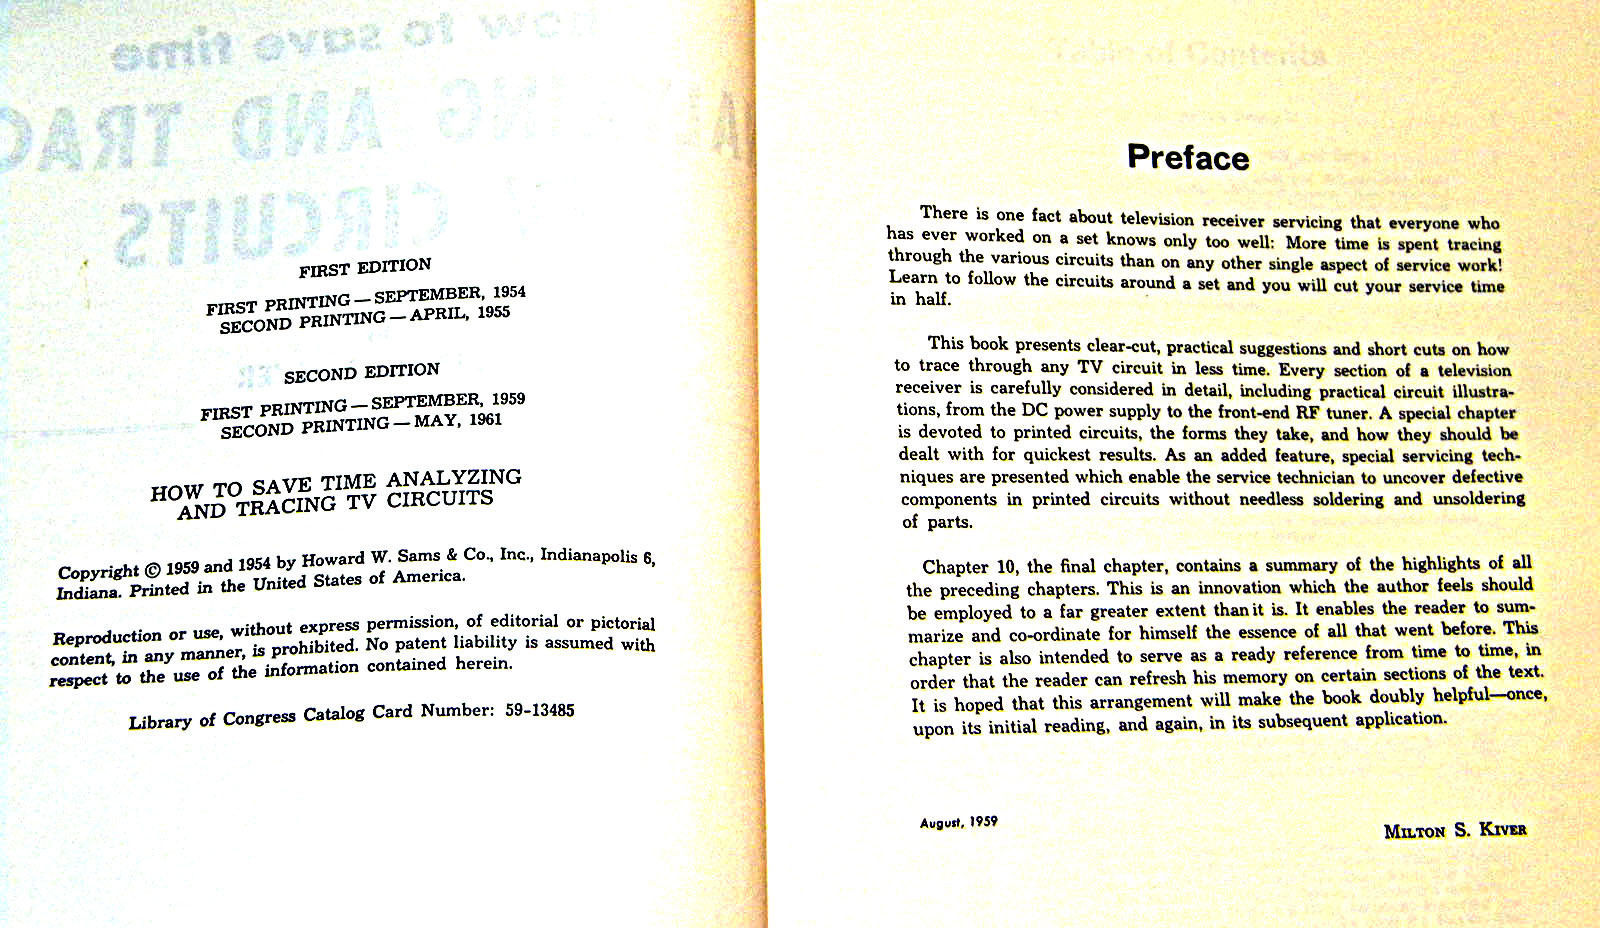 FIRST EDITION
FIRST PRINTING — SEPTEMBER, 1954
SECOND PRINTING — APRIL, 1955
SECOND EDITION
FIRST PRINTING — SEPTEMBER, 1959
SECOND PRINTING — MAY, 1961
HOW TO SAVE TIME ANALYZING
AND TRACING TV CIRCUITS
Copyright © 1959 and 1954 by Howard W. Sams & Co., Inc., Indianapolis 6,
Indiana. Printed in the United States of America.
Reproduction or use, without express permission, of editorial or pictorial
content, in any manner, is prohibited. No patent liability is assumed with
respect to the use of the information contained herein.
Library of Congress Catalog Card Number: 59-13485
Preface
There is one fact about television receiver servicing that everyone who
has ever worked on a set knows only too well: More time is spent tracing
through the various circuits than on any other single aspect of service work!
Learn to follow the circuits around a set and you will cut your service time
in half.
This book presents clear-cut, practical suggestions and short cuts on how
to trace through any TV circuit in less time. Every section of a television
receiver is carefully considered in detail, including practical circuit illustra-
tions, from the DC power supply to the front-end RF tuner. A special chapter
is devoted to printed circuits, the forms they take, and how they should be
dealt with for quickest results. As an added feature, special servicing tech-
niques are presented which enable the service technician to uncover defective
components in printed circuits without needless soldering and unsoldering
of parts.
Chapter 10, the final chapter, contains a summary of the highlights of all
the preceding chapters. This is an innovation which the author feels should
be employed to a far greater extent than it is. It enables the reader to sum-
marize and co-ordinate for himself the essence of all that went before. This
chapter is also intended to serve as a ready reference from time to time, in
order that the reader can refresh his memory on certain sections of the text.
It is hoped that this arrangement will make the book doubly helpful—once,
upon its initial reading, and again, in its subsequent application.
August, 1959
MILTON S. KIVER